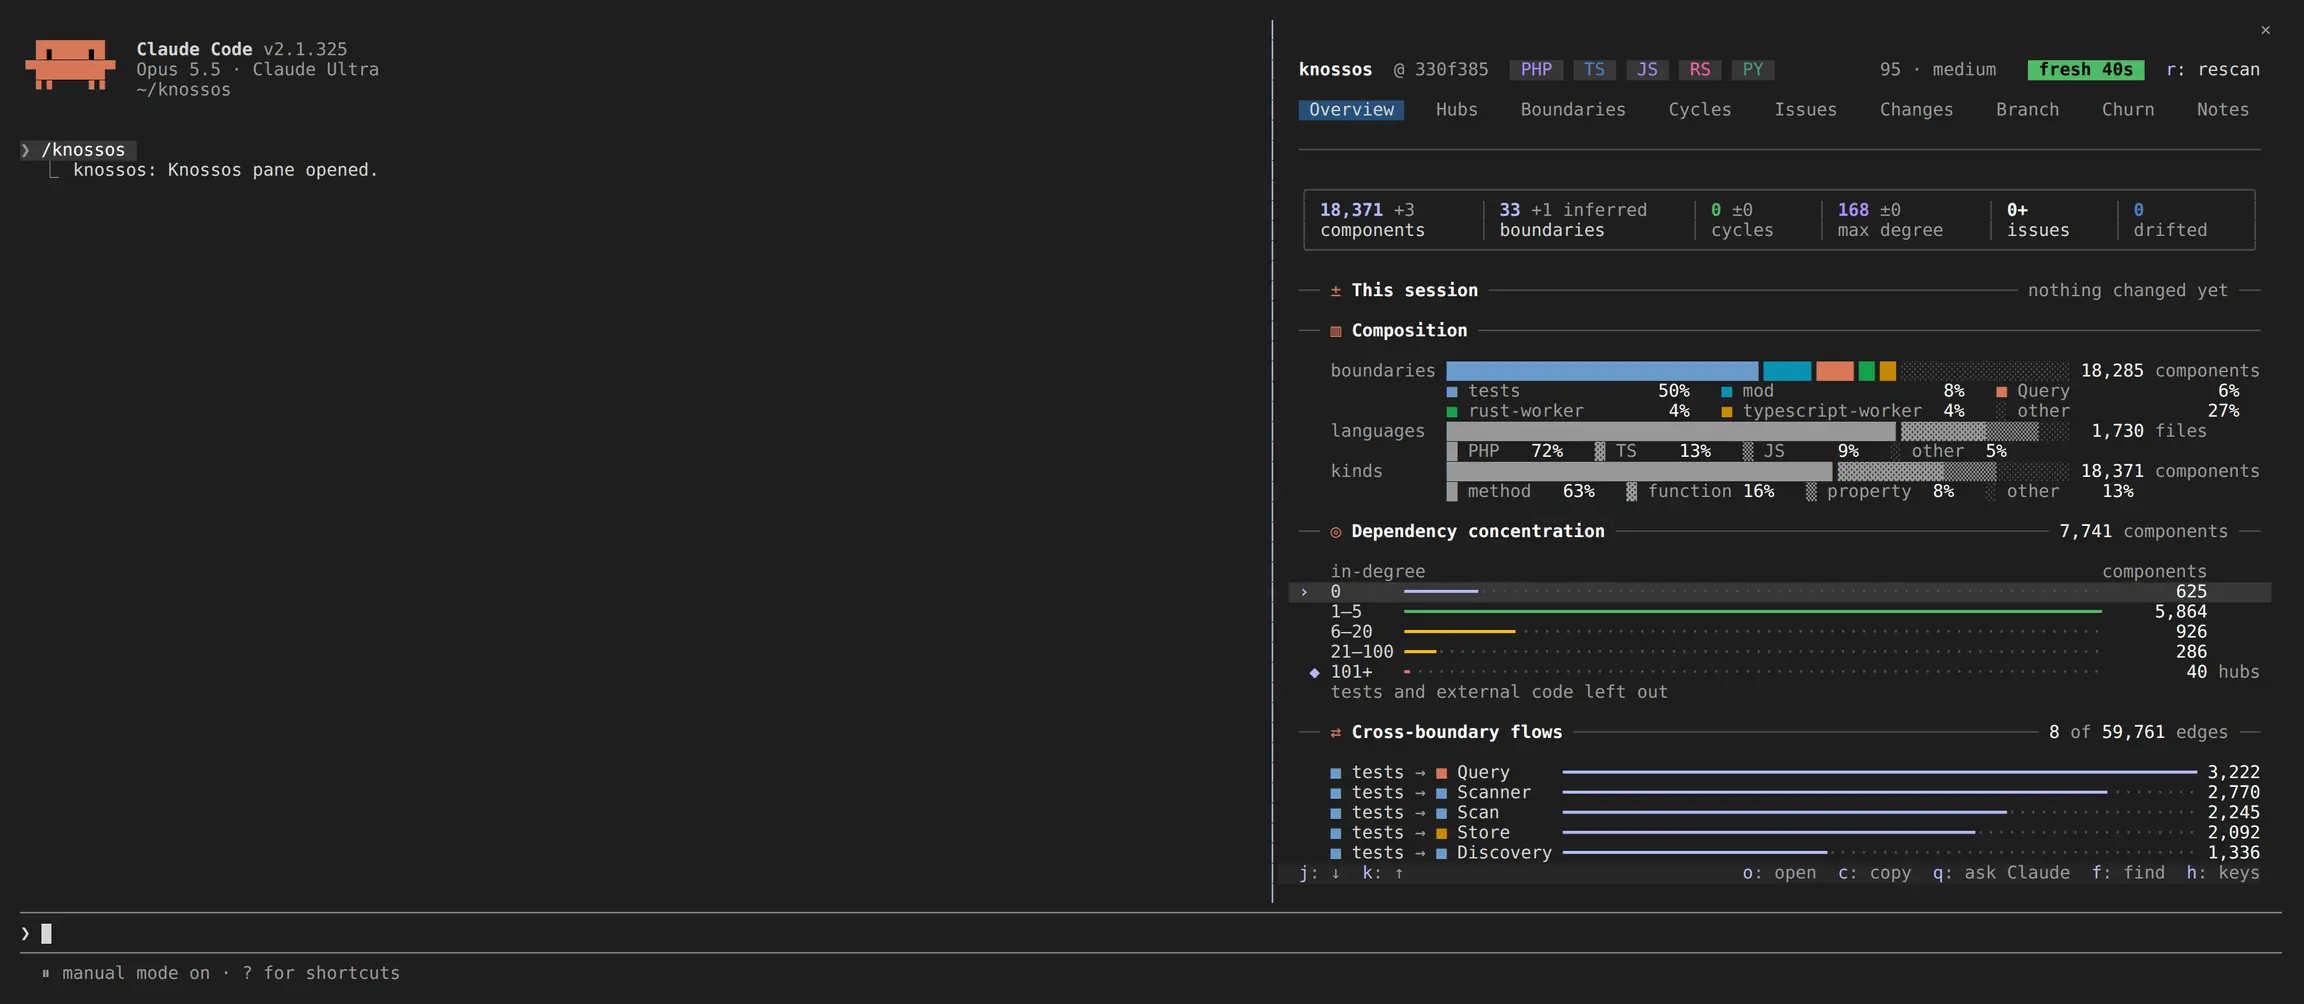 ×
Claude Code v2.1.325
Opus 5.5 · Claude Ultra
~/knossos
❯ /knossos
⎿ knossos: Knossos pane opened.
knossos @ 330f385 PHP TS JS RS PY 95 · medium fresh 40s r: rescan
Overview Hubs Boundaries Cycles Issues Changes Branch Churn Notes
18,371 +3 33 +1 inferred 0 ±0 168 ±0 0+ 0
components boundaries cycles max degree issues drifted
± This session nothing changed yet
▥ Composition
boundaries 18,285 components
tests 50% mod 8% Query 6%
rust-worker 4% typescript-worker 4% other 27%
languages 1,730 files
PHP 72% TS 13% JS 9% other 5%
kinds 18,371 components
method 63% function 16% property 8% other 13%
◎ Dependency concentration 7,741 components
in-degree components
› 0 625
1–5 5,864
6–20 926
21–100 286
◆ 101+ 40 hubs
tests and external code left out
⇄ Cross-boundary flows 8 of 59,761 edges
tests → Query 3,222
tests → Scanner 2,770
tests → Scan 2,245
tests → Store 2,092
tests → Discovery 1,336
j: ↓ k: ↑ o: open c: copy q: ask Claude f: find h: keys
❯
⏸ manual mode on · ? for shortcuts